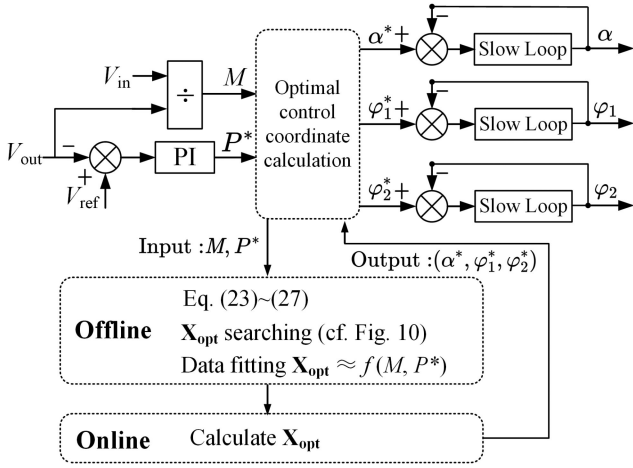 α*+
−
Slow Loop
α
V_in
÷
M
Optimal
control
coordinate
calculation
φ₁*+
−
Slow Loop
φ₁
V_out
−
+
V_ref
PI
P*
φ₂*+
−
Slow Loop
φ₂
Input :M, P*
Output :(α*, φ₁*, φ₂*)
Offline
Eq. (23)~(27)
X_opt searching (cf. Fig. 10)
Data fitting X_opt ≈ f(M, P*)
Online
Calculate X_opt